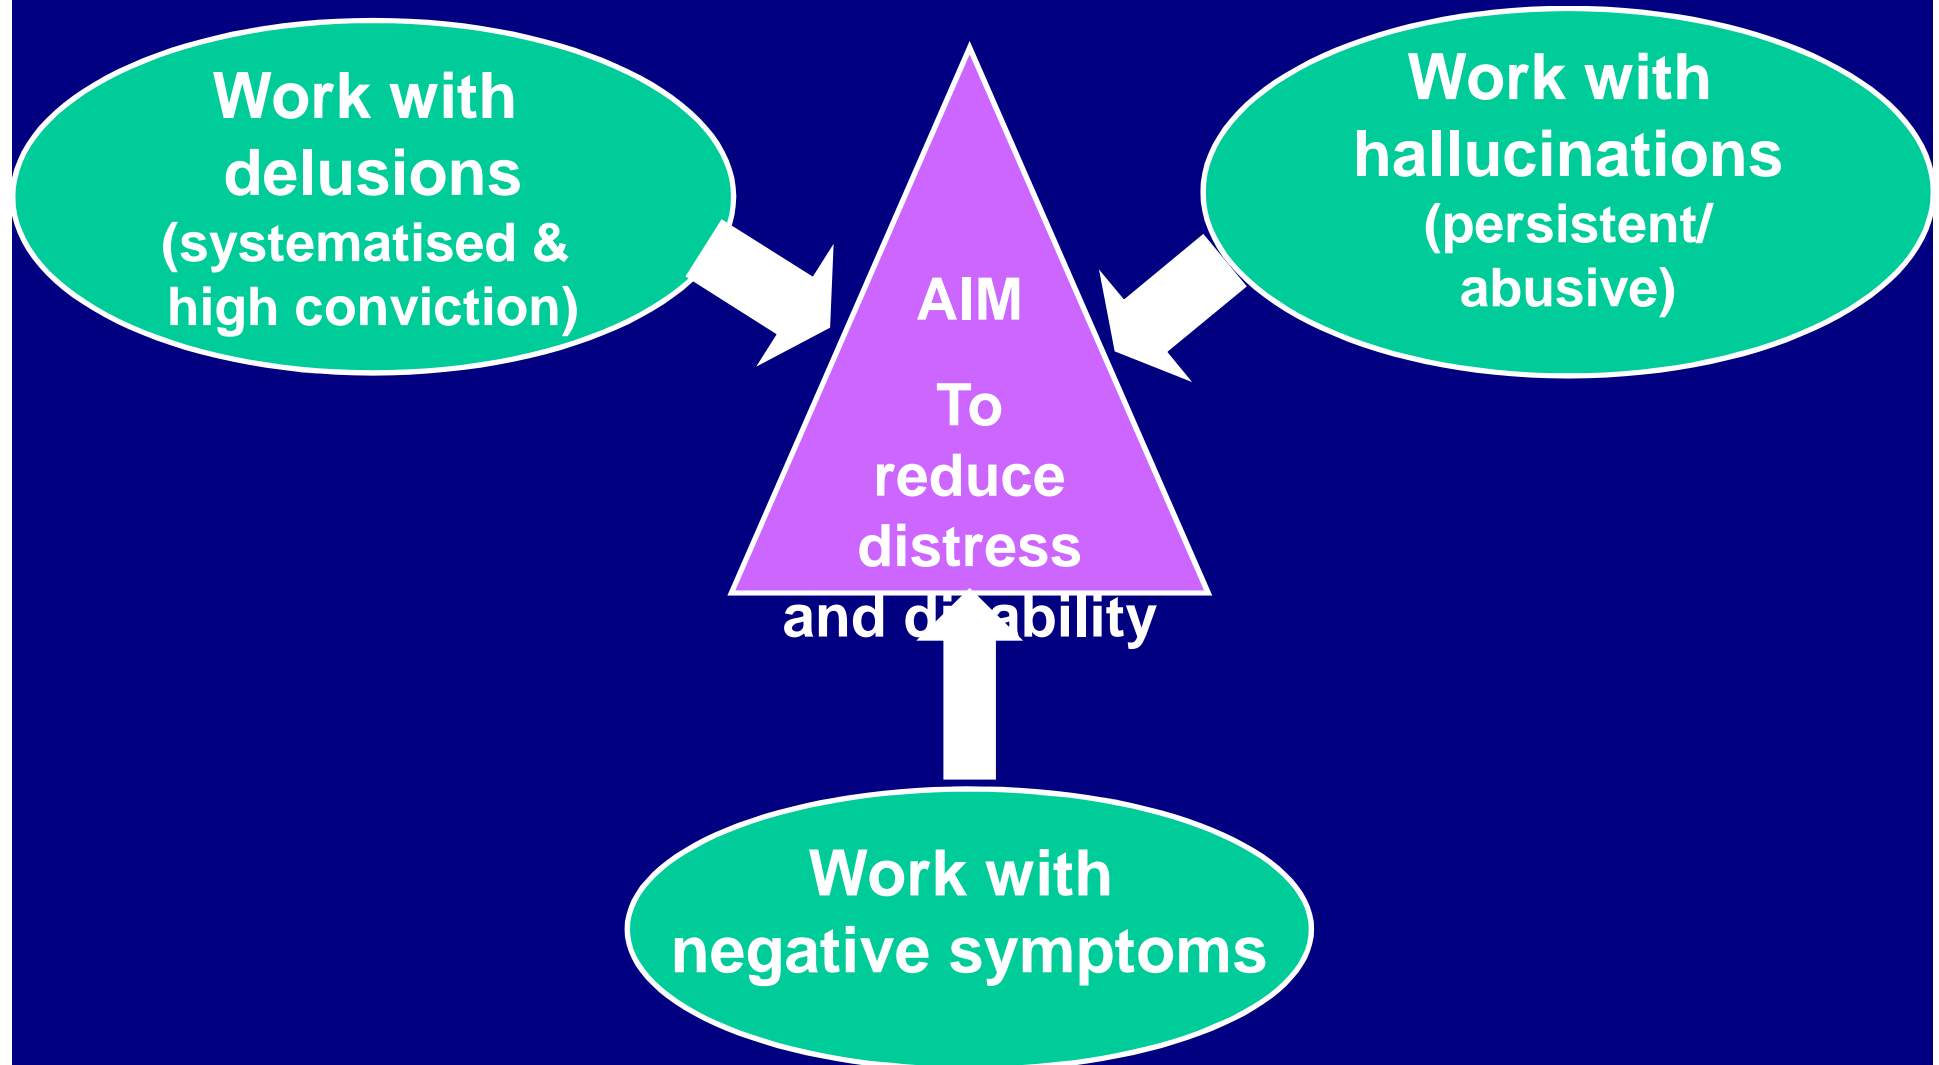 Work with
delusions
(systematised &
high conviction)
Work with
hallucinations
(persistent/
abusive)
AIM
To
reduce
distress
and disability
Work with
negative symptoms